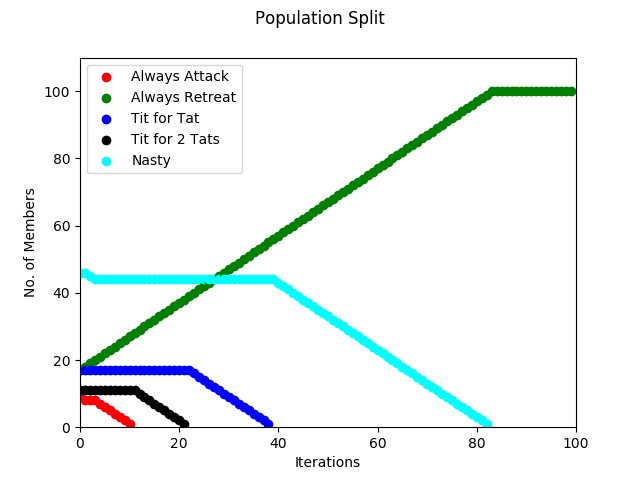 Population Split
Always Attack
Always Retreat
Tit for Tat
Tit for 2 Tats
Nasty
No. of Members
100
80
60
40
20
0
0 20 40 60 80 100
Iterations